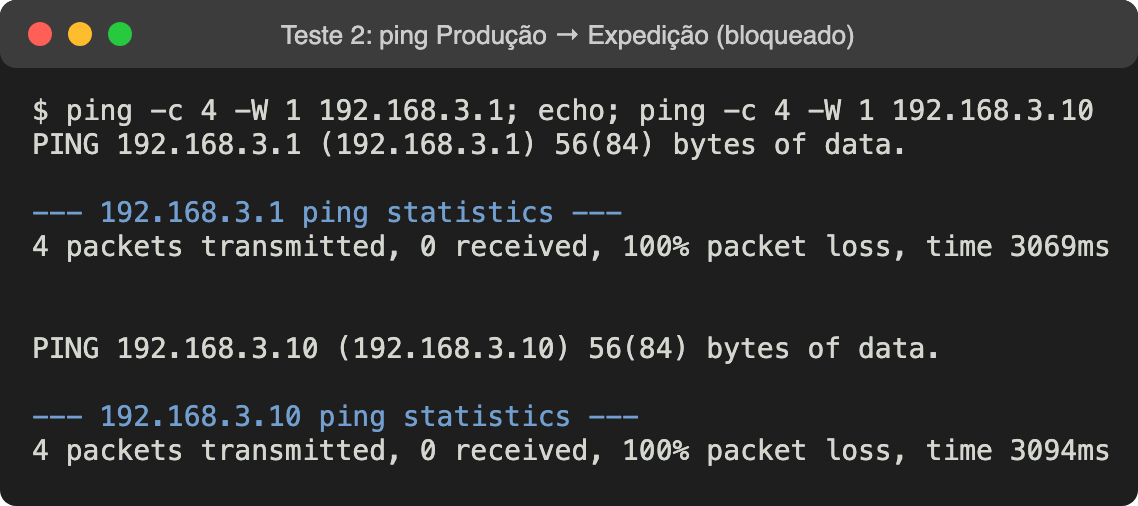 Teste 2: ping Produção → Expedição (bloqueado)
$ ping -c 4 -W 1 192.168.3.1; echo; ping -c 4 -W 1 192.168.3.10
PING 192.168.3.1 (192.168.3.1) 56(84) bytes of data.
--- 192.168.3.1 ping statistics ---
4 packets transmitted, 0 received, 100% packet loss, time 3069ms
PING 192.168.3.10 (192.168.3.10) 56(84) bytes of data.
--- 192.168.3.10 ping statistics ---
4 packets transmitted, 0 received, 100% packet loss, time 3094ms